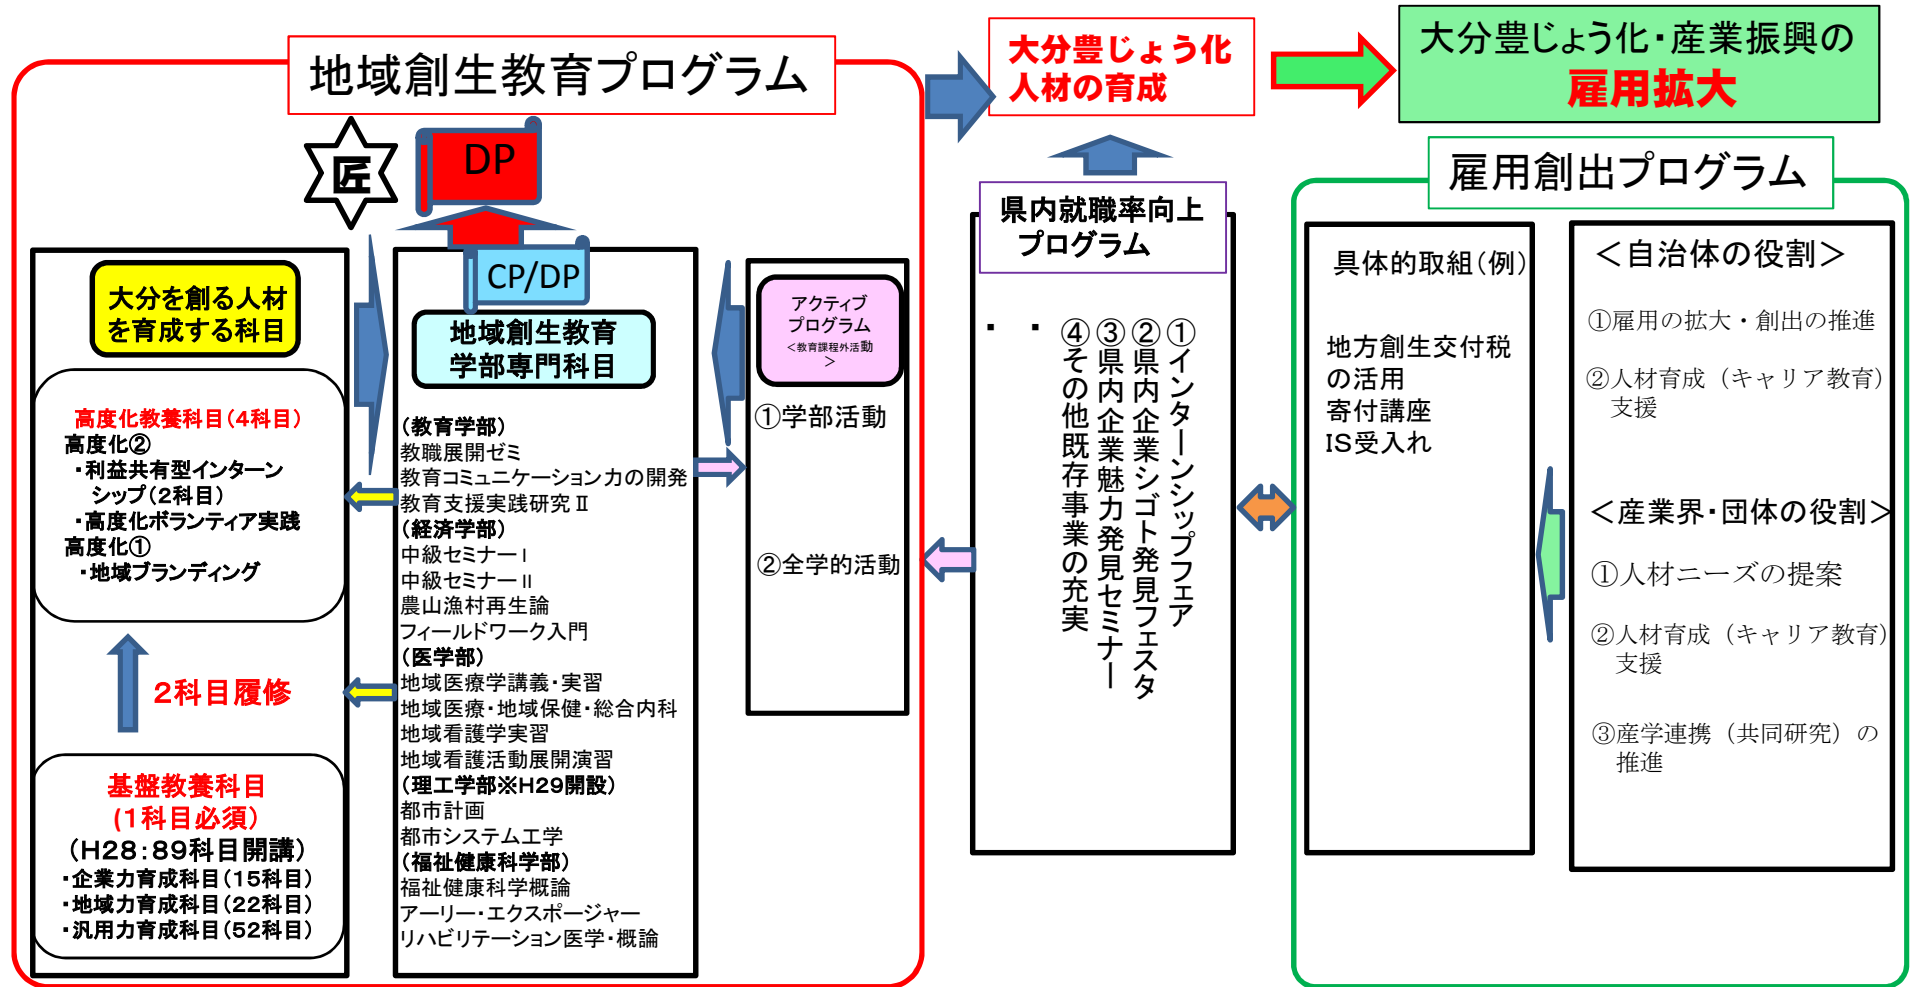 地域創生教育プログラム
匠
DP
CP/DP
大分を創る人材
を育成する科目
高度化教養科目(4科目)
高度化②
・利益共有型インターン
シップ(2科目)
・高度化ボランティア実践
高度化①
・地域ブランディング
2科目履修
基盤教養科目
(1科目必須)
(H28:89科目開講)
・企業力育成科目(15科目)
・地域力育成科目(22科目)
・汎用力育成科目(52科目)
地域創生教育
学部専門科目
(教育学部)
教職展開ゼミ
教育コミュニケーション力の開発
教育支援実践研究Ⅱ
(経済学部)
中級セミナーⅠ
中級セミナーⅡ
農山漁村再生論
フィールドワーク入門
(医学部)
地域医療学講義・実習
地域医療・地域保健・総合内科
地域看護学実習
地域看護活動展開演習
(理工学部※H29開設)
都市計画
都市システム工学
(福祉健康科学部)
福祉健康科学概論
アーリー・エクスポージャー
リハビリテーション医学・概論
アクティブ
プログラム
<教育課程外活動
>
①学部活動
②全学的活動
大分豊じょう化
人材の育成
県内就職率向上
プログラム
①インターンシップフェア
②県内企業シゴト発見フェスタ
③県内企業魅力発見セミナー
④その他既存事業の充実
・
・
大分豊じょう化・産業振興の
雇用拡大
雇用創出プログラム
具体的取組(例)
地方創生交付税
の活用
寄付講座
IS受入れ
<自治体の役割>
①雇用の拡大・創出の推進
②人材育成(キャリア教育)
支援
<産業界・団体の役割>
①人材ニーズの提案
②人材育成(キャリア教育)
支援
③産学連携(共同研究)の
推進